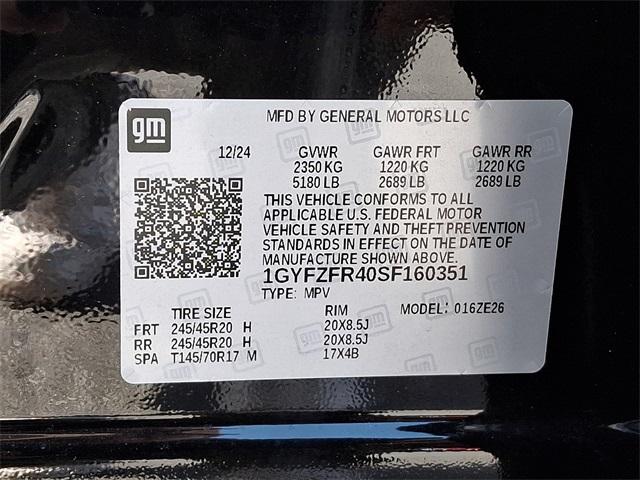 gm
MFD BY GENERAL MOTORS LLC
12/24 GVWR GAWR FRT GAWR RR
2350 KG 1220 KG 1220 KG
5180 LB 2689 LB 2689 LB
THIS VEHICLE CONFORMS TO ALL
APPLICABLE U.S. FEDERAL MOTOR
VEHICLE SAFETY AND THEFT PREVENTION
STANDARDS IN EFFECT ON THE DATE OF
MANUFACTURE SHOWN ABOVE.
1GYFZFR40SF160351
TYPE: MPV
TIRE SIZE RIM MODEL: 016ZE26
FRT 245/45R20 H 20X8.5J
RR 245/45R20 H 20X8.5J
SPA T145/70R17 M 17X4B